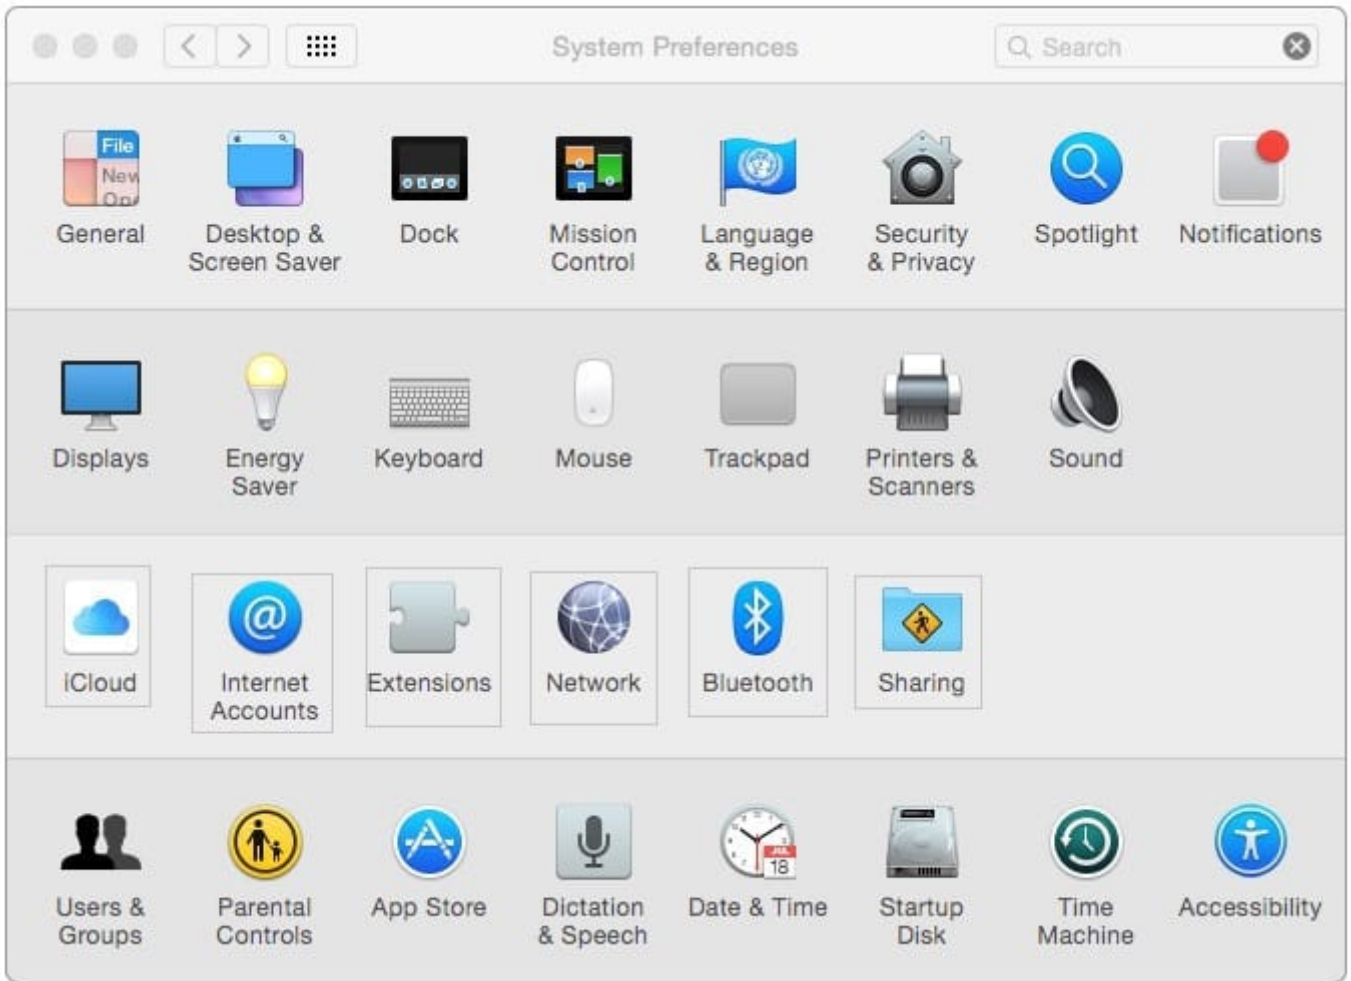 System Preferences
Search
File
New
General
Desktop &
Screen Saver
Dock
Mission
Control
Language
& Region
Security
& Privacy
Spotlight
Notifications
Displays
Energy
Saver
Keyboard
Mouse
Trackpad
Printers &
Scanners
Sound
iCloud
@
Internet
Accounts
Extensions
Network
Bluetooth
Sharing
JUL
18
Users &
Groups
Parental
Controls
App Store
Dictation
& Speech
Date & Time
Startup
Disk
Time
Machine
Accessibility